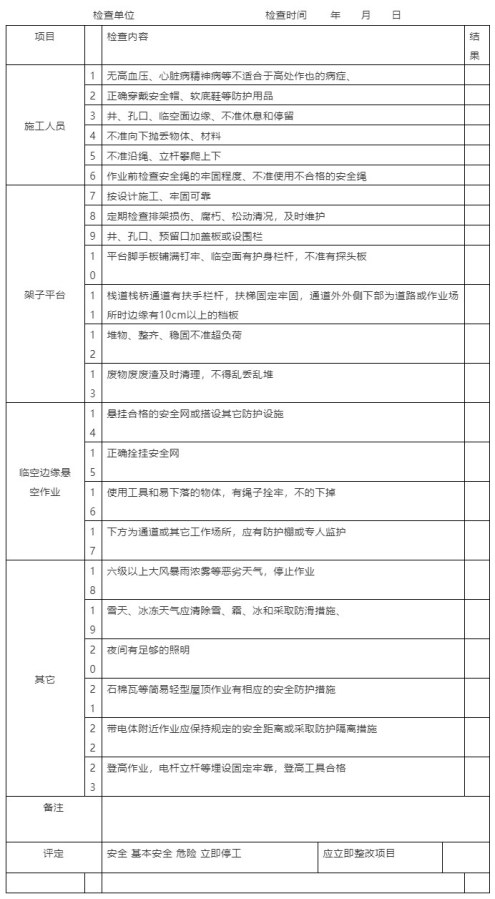 检查单位 检查时间 年 月 日
项目 检查内容 结果
施工人员
1 无高血压、心脏病精神病等不适合于高处作也的病症、
2 正确穿戴安全帽、软底鞋等防护用品
3 井、孔口、临空面边缘、不准休息和停留
4 不准向下抛丢物体、材料
5 不准沿绳、立杆攀爬上下
6 作业前检查安全绳的牢固程度、不准使用不合格的安全绳
架子平台
7 按设计施工、牢固可靠
8 定期检查排架损伤、腐朽、松动清况，及时维护
9 井、孔口、预留口加盖板或设围栏
10 平台脚手板铺满钉牢、临空面有护身栏杆，不准有探头板
11 栈道栈桥通道有扶手栏杆，扶梯固定牢固，通道外外侧下部为道路或作业场
所时边缘有10cm以上的档板
12 堆物、整齐、稳固不准超负荷
13 废物废废渣及时清理，不得乱丢乱堆
临空边缘悬
空作业
14 悬挂合格的安全网或搭设其它防护设施
15 正确拴挂安全网
16 使用工具和易下落的物体，有绳子拴牢，不的下掉
17 下方为通道或其它工作场所，应有防护棚或专人监护
其它
18 六级以上大风暴雨浓雾等恶劣天气，停止作业
19 雪天、冰冻天气应清除雪、霜、冰和采取防滑措施、
20 夜间有足够的照明
21 石棉瓦等简易轻型屋顶作业有相应的安全防护措施
22 带电体附近作业应保持规定的安全距离或采取防护隔离措施
23 登高作业，电杆立杆等埋设固定牢靠，登高工具合格
备注
评定 安全 基本安全 危险 立即停工 应立即整改项目